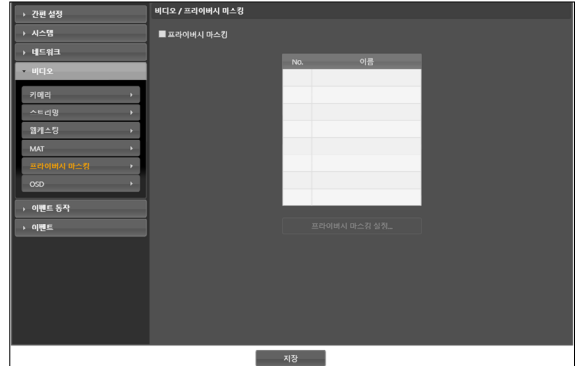 간편 설정
시스템
네트워크
비디오
카메라
스트리밍
웹캐스팅
MAT
프라이버시 마스킹
OSD
이벤트 동작
이벤트
비디오 / 프라이버시 마스킹
프라이버시 마스킹
No. 이름
프라이버시 마스킹 설정...
저장